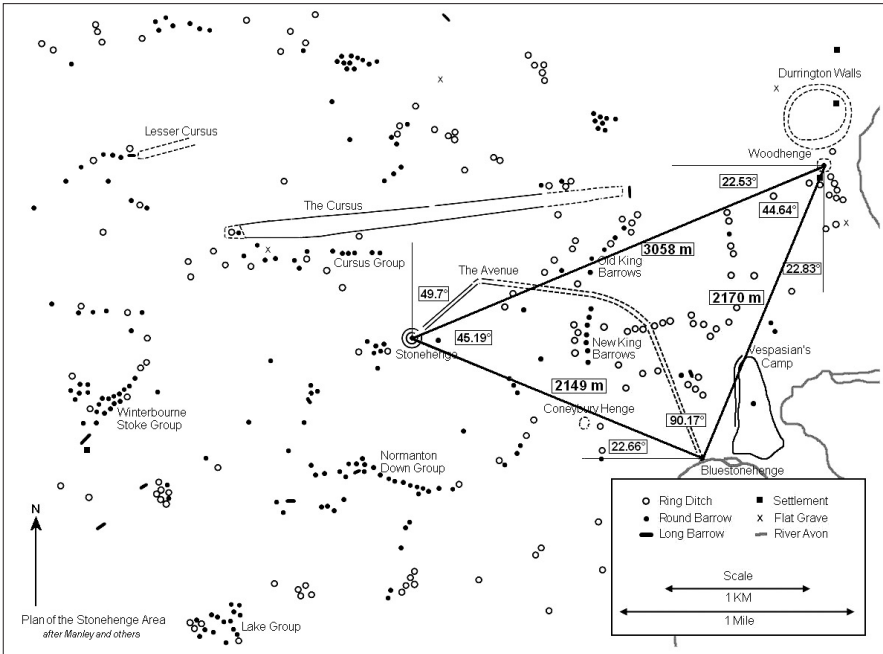 Durrington Walls
x
Woodhenge
Lesser Cursus
22.53°
The Cursus
44.64°
3058 m
Old King
Barrows
Cursus Group
The Avenue
22.83°
49.7°
2170 m
45.19°
Stonehenge
New King
Barrows
Vespasian's
Camp
2149 m
Winterbourne
Stoke Group
Coneybury Henge
90.17°
22.66°
Normanton
Down Group
Bluestonehenge
N
Ring Ditch
Settlement
Round Barrow
x Flat Grave
Long Barrow
River Avon
Scale
1 KM
1 Mile
Plan of the Stonehenge Area
after Manley and others
Lake Group